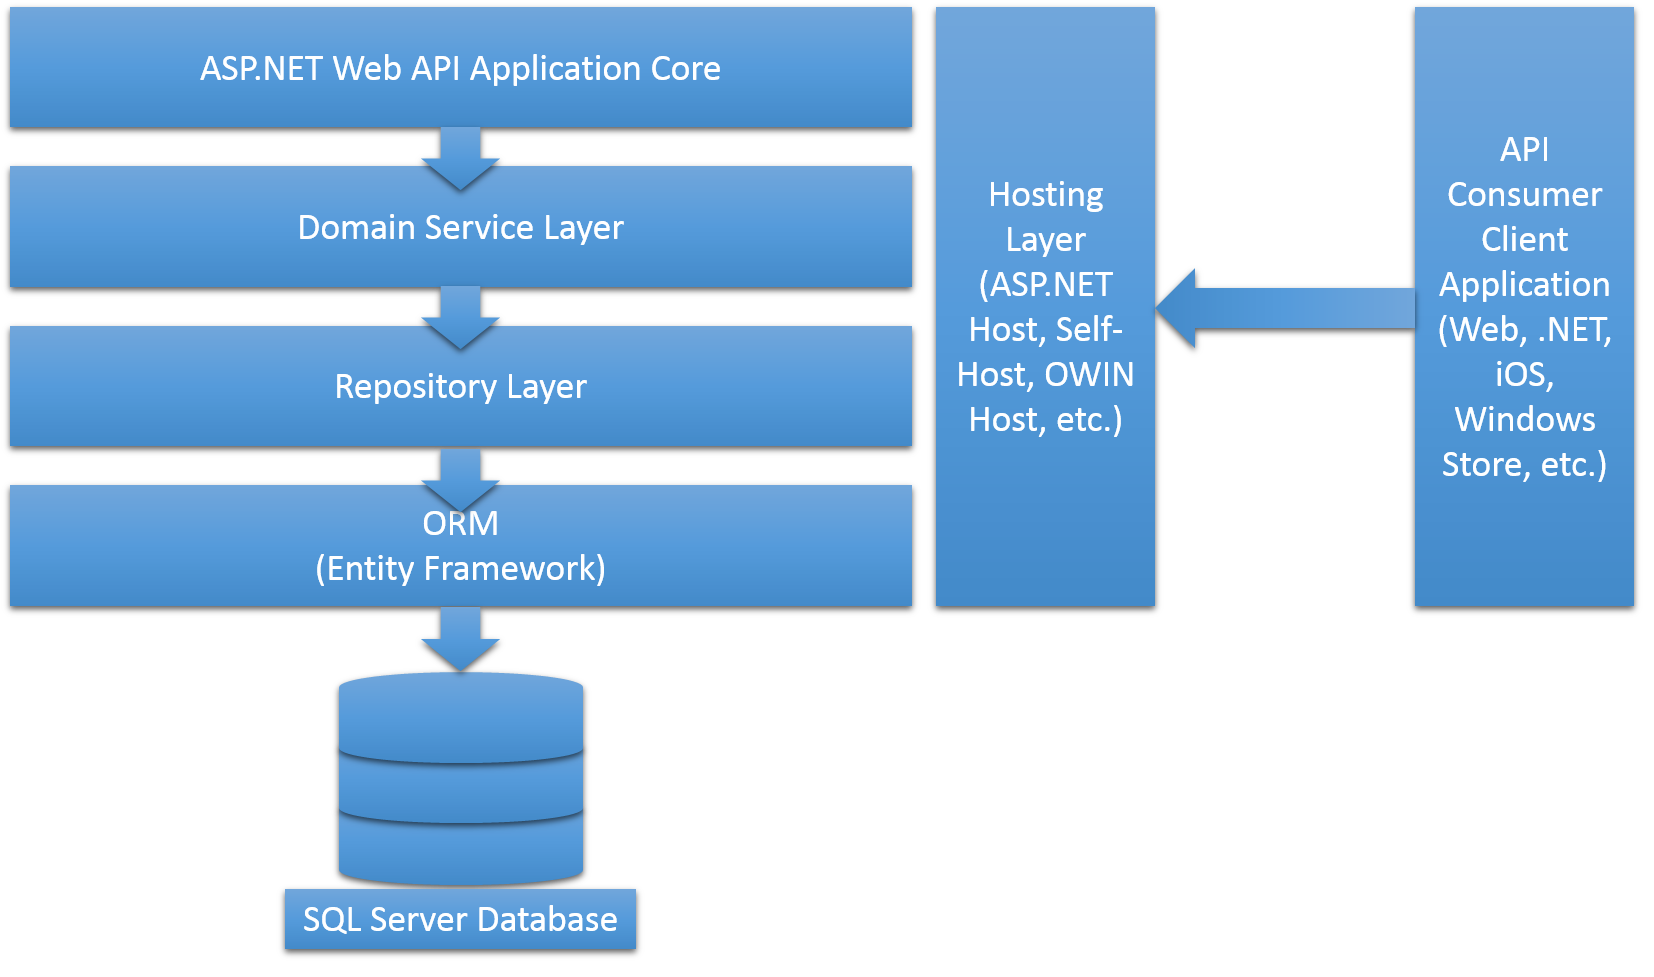 ASP.NET Web API Application Core
Domain Service Layer
Repository Layer
ORM
(Entity Framework)
SQL Server Database
Hosting
Layer
(ASP.NET
Host, Self-
Host, OWIN
Host, etc.)
API
Consumer
Client
Application
(Web, .NET,
iOS,
Windows
Store, etc.)